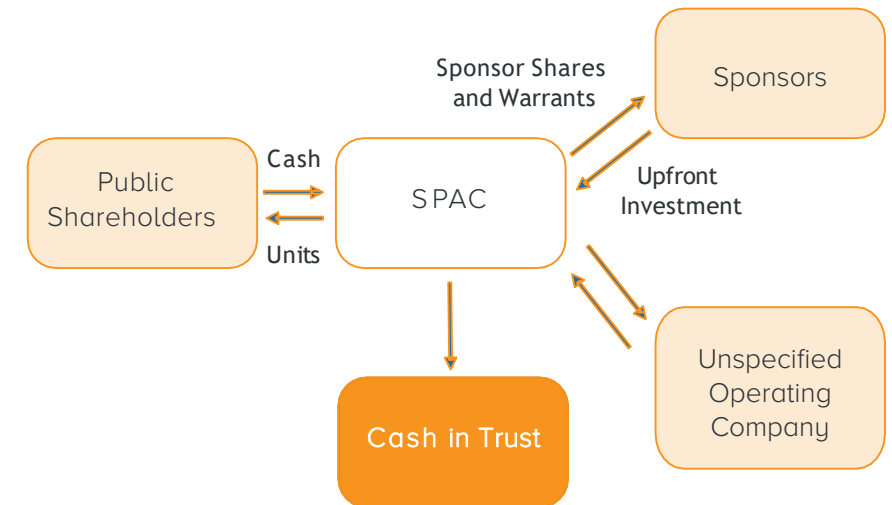 Sponsor Shares
and Warrants
Sponsors
Cash
Public
Shareholders
SPAC
Upfront
Investment
Units
Unspecified
Operating
Company
Cash in Trust